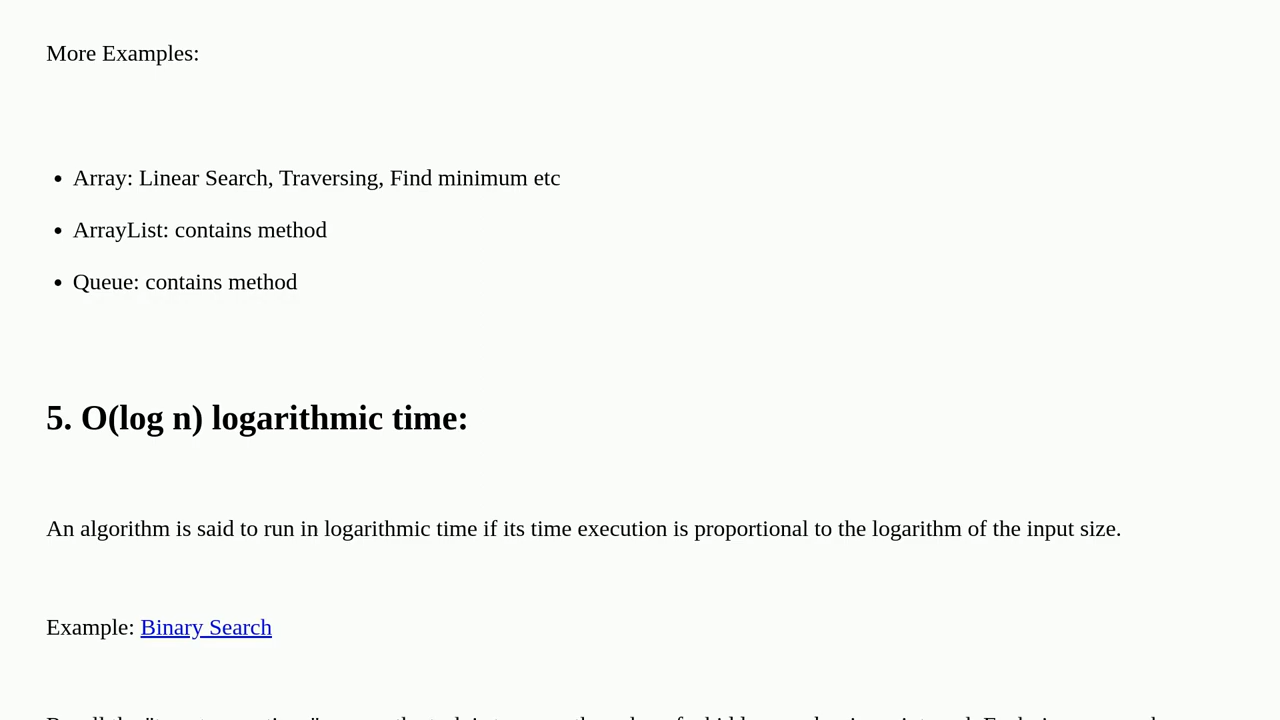 More Examples:
• Array: Linear Search, Traversing, Find minimum etc
• ArrayList: contains method
• Queue: contains method
5. O(log n) logarithmic time:
An algorithm is said to run in logarithmic time if its time execution is proportional to the logarithm of the input size.
Example: Binary Search